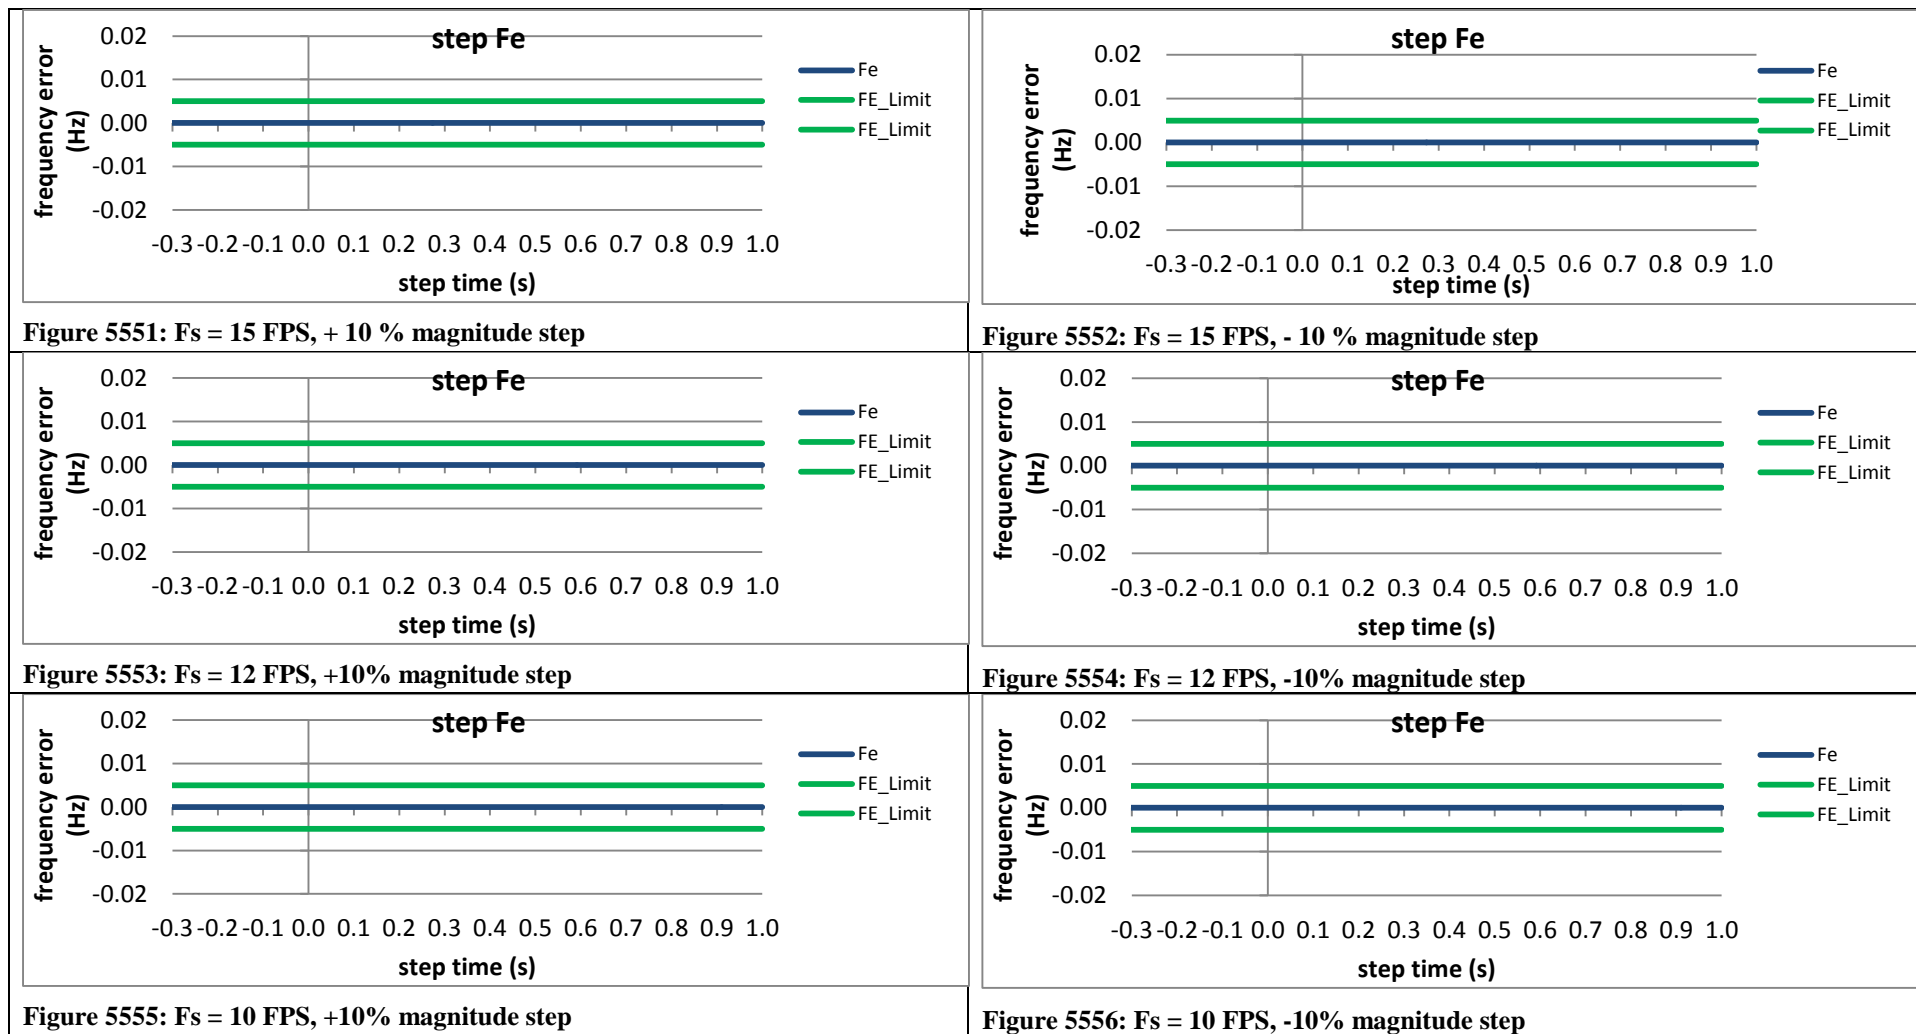 step Fe
0.02
0.01
0.00
-0.01
-0.02
frequency error
(Hz)
-0.3 -0.2 -0.1 0.0 0.1 0.2 0.3 0.4 0.5 0.6 0.7 0.8 0.9 1.0
step time (s)
Fe
FE_Limit
FE_Limit
Figure 5551: Fs = 15 FPS, + 10 % magnitude step
step Fe
0.02
0.01
0.00
-0.01
-0.02
frequency error
(Hz)
-0.3 -0.2 -0.1 0.0 0.1 0.2 0.3 0.4 0.5 0.6 0.7 0.8 0.9 1.0
step time (s)
Fe
FE_Limit
FE_Limit
Figure 5552: Fs = 15 FPS, - 10 % magnitude step
step Fe
0.02
0.01
0.00
-0.01
-0.02
frequency error
(Hz)
-0.3 -0.2 -0.1 0.0 0.1 0.2 0.3 0.4 0.5 0.6 0.7 0.8 0.9 1.0
step time (s)
Fe
FE_Limit
FE_Limit
Figure 5553: Fs = 12 FPS, +10% magnitude step
step Fe
0.02
0.01
0.00
-0.01
-0.02
frequency error
(Hz)
-0.3 -0.2 -0.1 0.0 0.1 0.2 0.3 0.4 0.5 0.6 0.7 0.8 0.9 1.0
step time (s)
Fe
FE_Limit
FE_Limit
Figure 5554: Fs = 12 FPS, -10% magnitude step
step Fe
0.02
0.01
0.00
-0.01
-0.02
frequency error
(Hz)
-0.3 -0.2 -0.1 0.0 0.1 0.2 0.3 0.4 0.5 0.6 0.7 0.8 0.9 1.0
step time (s)
Fe
FE_Limit
FE_Limit
Figure 5555: Fs = 10 FPS, +10% magnitude step
step Fe
0.02
0.01
0.00
-0.01
-0.02
frequency error
(Hz)
-0.3 -0.2 -0.1 0.0 0.1 0.2 0.3 0.4 0.5 0.6 0.7 0.8 0.9 1.0
step time (s)
Fe
FE_Limit
FE_Limit
Figure 5556: Fs = 10 FPS, -10% magnitude step